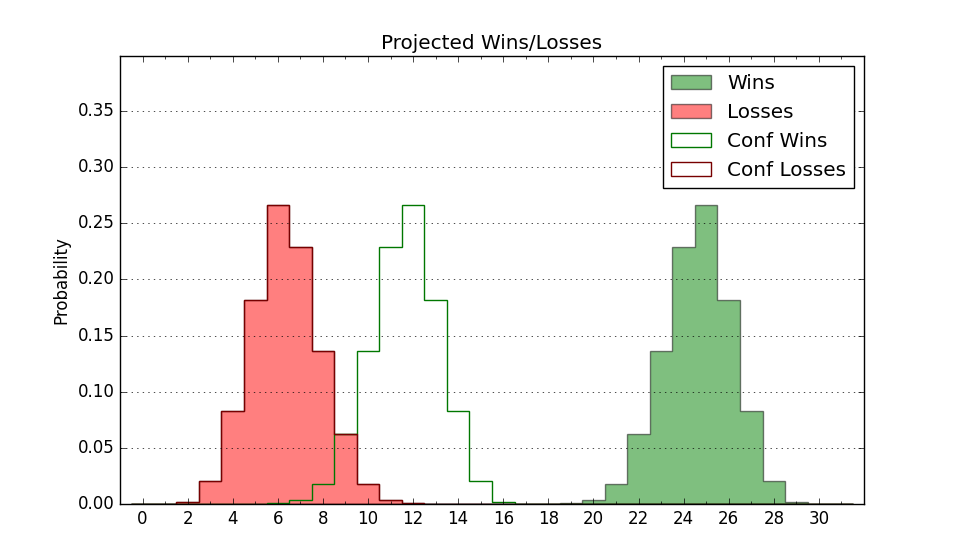 Projected Wins/Losses
Wins
Losses
Conf Wins
Conf Losses
Probability
0.35
0.30
0.25
0.20
0.15
0.10
0.05
0.00
0 2 4 6 8 10 12 14 16 18 20 22 24 26 28 30